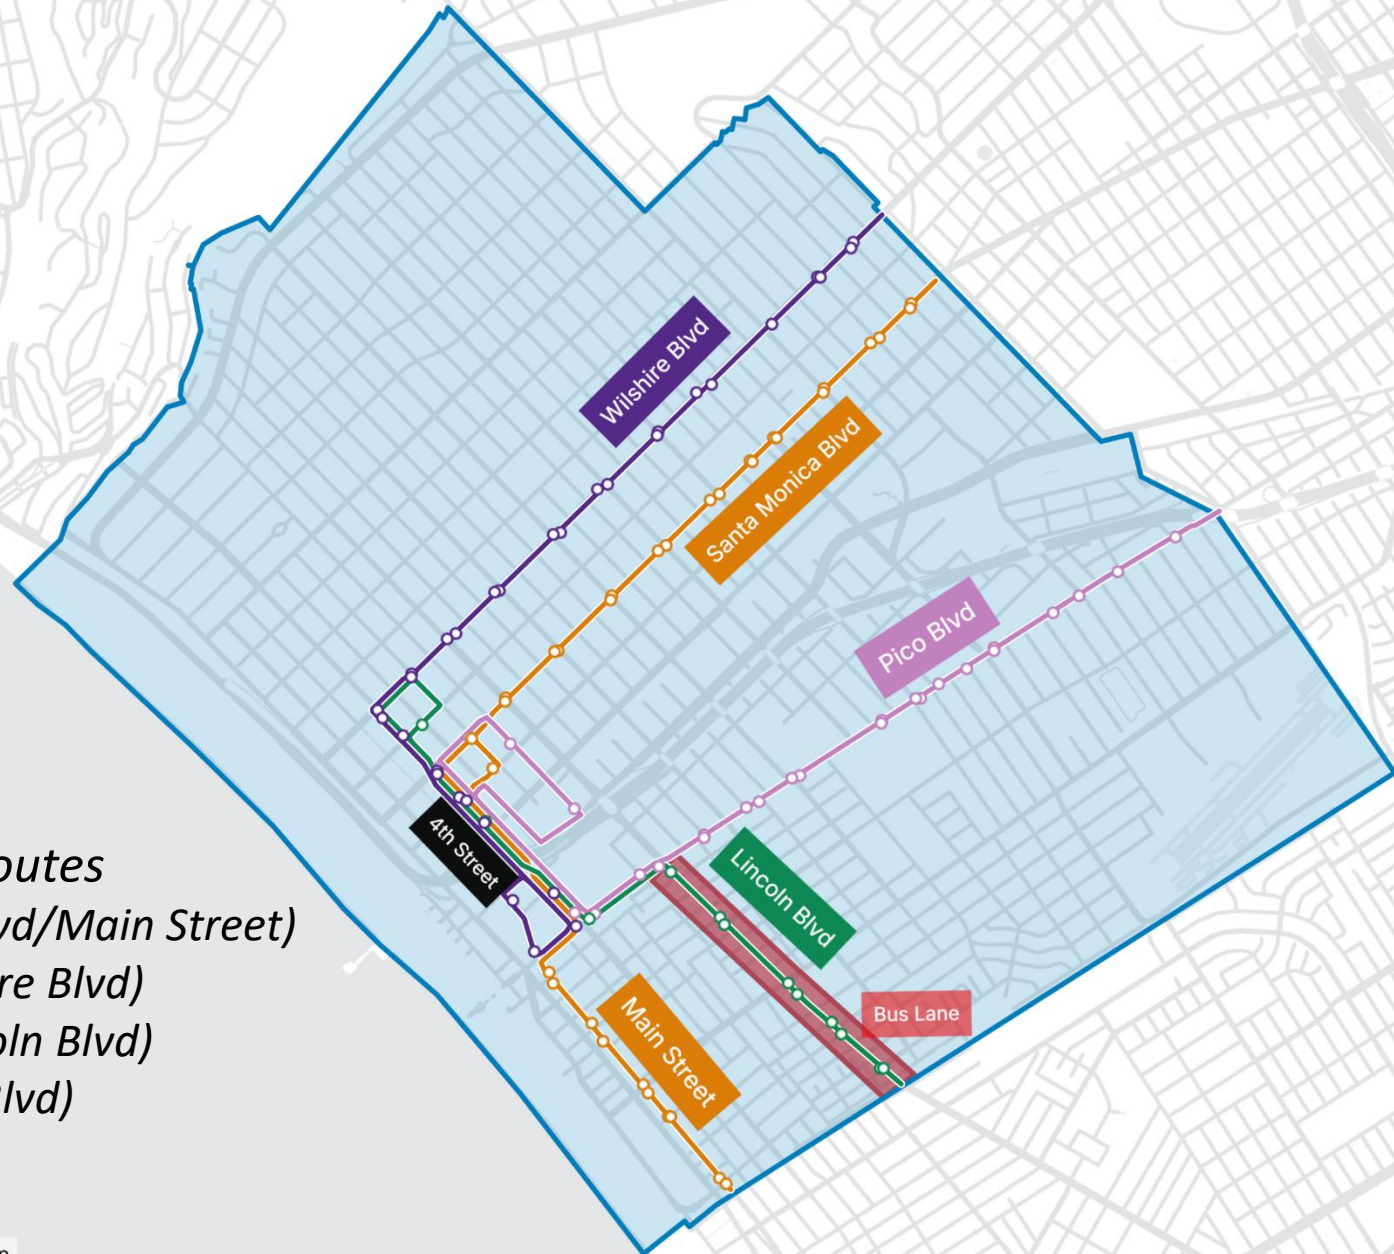 Wilshire Blvd
Santa Monica Blvd
Pico Blvd
4th Street
Lincoln Blvd
Bus Lane
Main Street
outes
vd/Main Street)
re Blvd)
oln Blvd)
lvd)